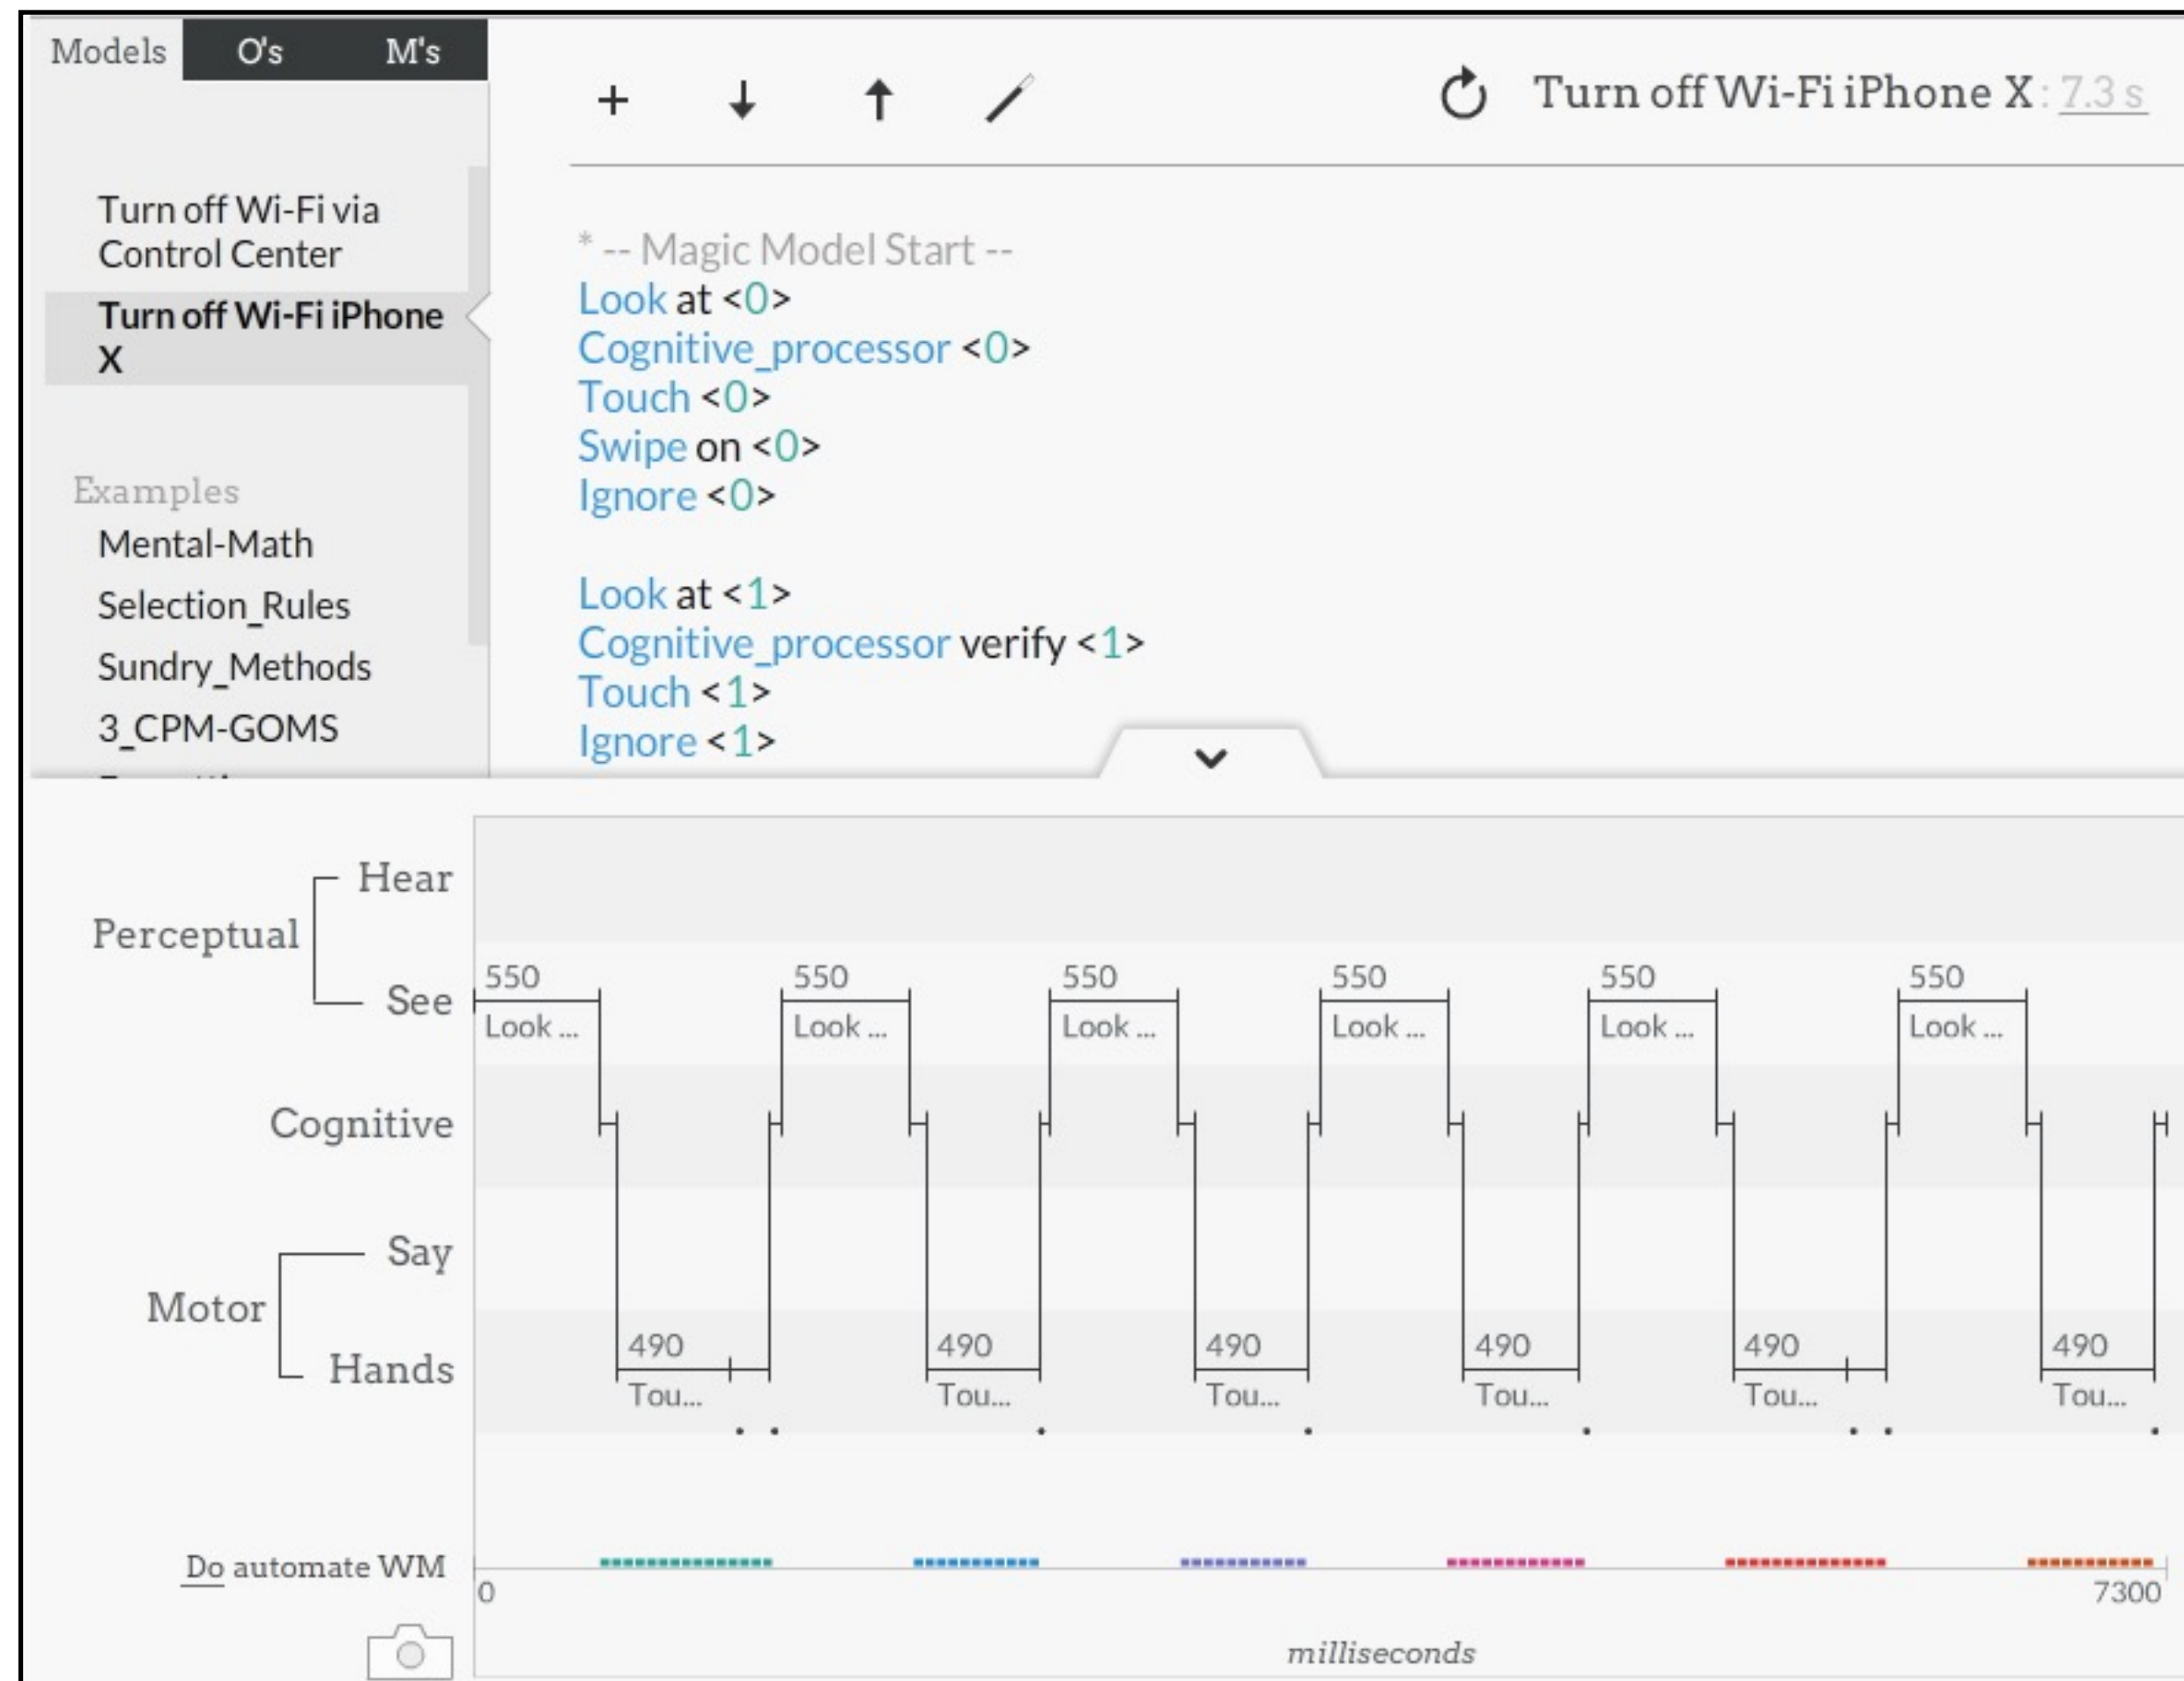 Models O's M's
Turn off Wi-Fi iPhone X: 7.3 s
Turn off Wi-Fi via
Control Center
Turn off Wi-Fi iPhone
X
Examples
Mental-Math
Selection_Rules
Sundry_Methods
3_CPM-GOMS
* -- Magic Model Start --
Look at <0>
Cognitive_processor <0>
Touch <0>
Swipe on <0>
Ignore <0>
Look at <1>
Cognitive_processor verify <1>
Touch <1>
Ignore <1>
Hear
Perceptual
See
Cognitive
Say
Motor
Hands
550 550 550 550 550 550
Look ... Look ... Look ... Look ... Look ... Look ...
490 490 490 490 490 490
Tou... Tou... Tou... Tou... Tou... Tou...
Do automate WM
0 7300
milliseconds